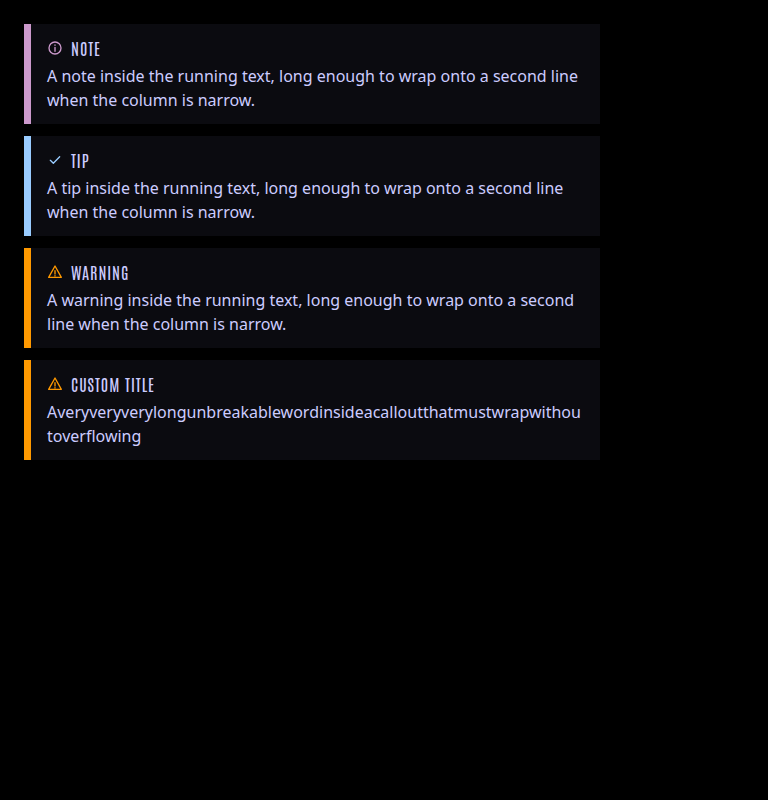 NOTE
A note inside the running text, long enough to wrap onto a second line
when the column is narrow.
TIP
A tip inside the running text, long enough to wrap onto a second line
when the column is narrow.
WARNING
A warning inside the running text, long enough to wrap onto a second
line when the column is narrow.
CUSTOM TITLE
Averyveryverylongunbreakablewordinsideacalloutthatmustwrapwithou
toverflowing